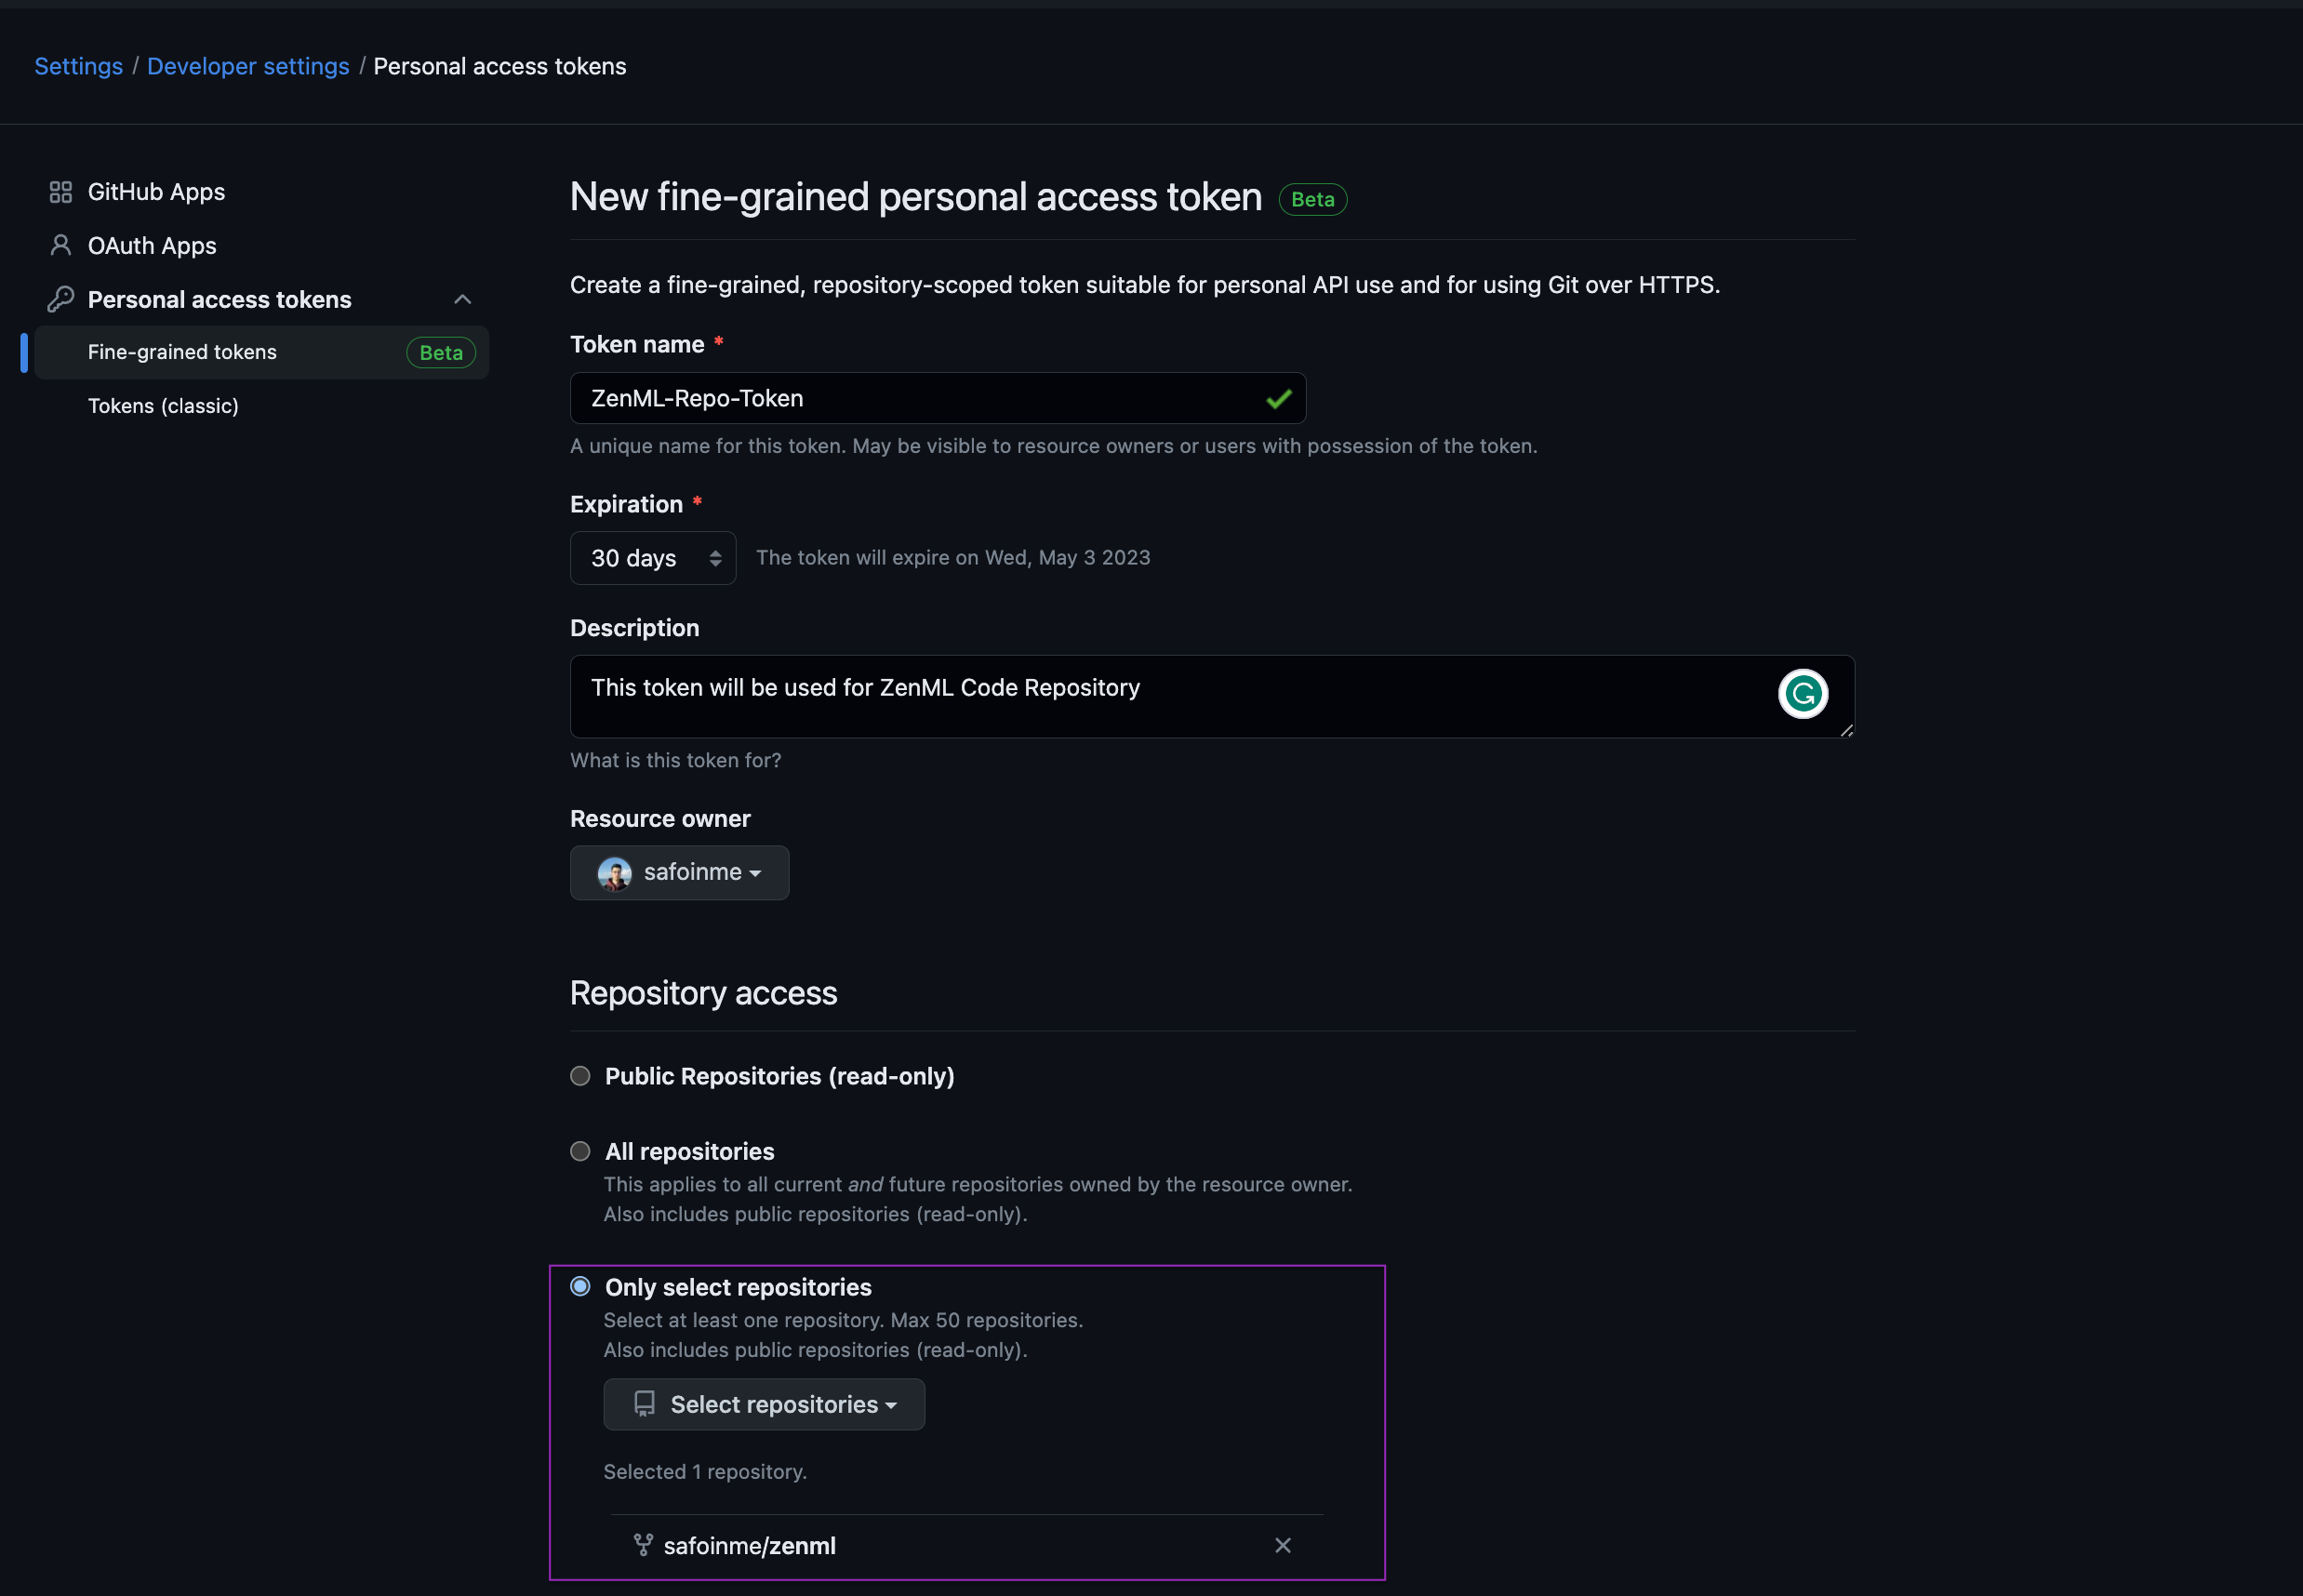 Settings / Developer settings / Personal access tokens
GitHub Apps
OAuth Apps
Personal access tokens
Fine-grained tokens Beta
Tokens (classic)
New fine-grained personal access token Beta
Create a fine-grained, repository-scoped token suitable for personal API use and for using Git over HTTPS.
Token name *
ZenML-Repo-Token
A unique name for this token. May be visible to resource owners or users with possession of the token.
Expiration *
30 days The token will expire on Wed, May 3 2023
Description
This token will be used for ZenML Code Repository
What is this token for?
Resource owner
safoinme
Repository access
Public Repositories (read-only)
All repositories
This applies to all current and future repositories owned by the resource owner.
Also includes public repositories (read-only).
Only select repositories
Select at least one repository. Max 50 repositories.
Also includes public repositories (read-only).
Select repositories
Selected 1 repository.
safoinme/zenml